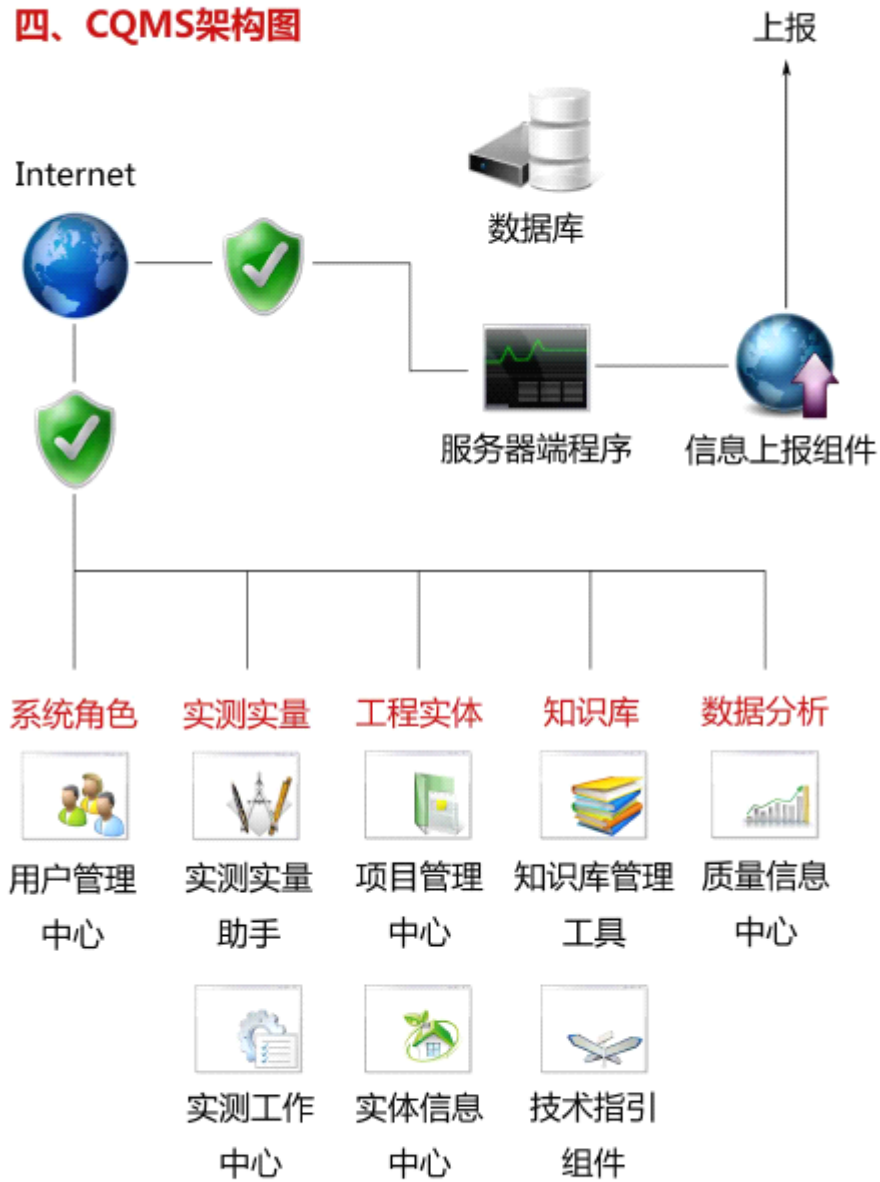 四、CQMS架构图
上报
Internet
数据库
服务器端程序
信息上报组件
系统角色
实测实量
工程实体
知识库
数据分析
用户管理
中心
实测实量
助手
项目管理
中心
知识库管理
工具
质量信息
中心
实测工作
中心
实体信息
中心
技术指引
组件